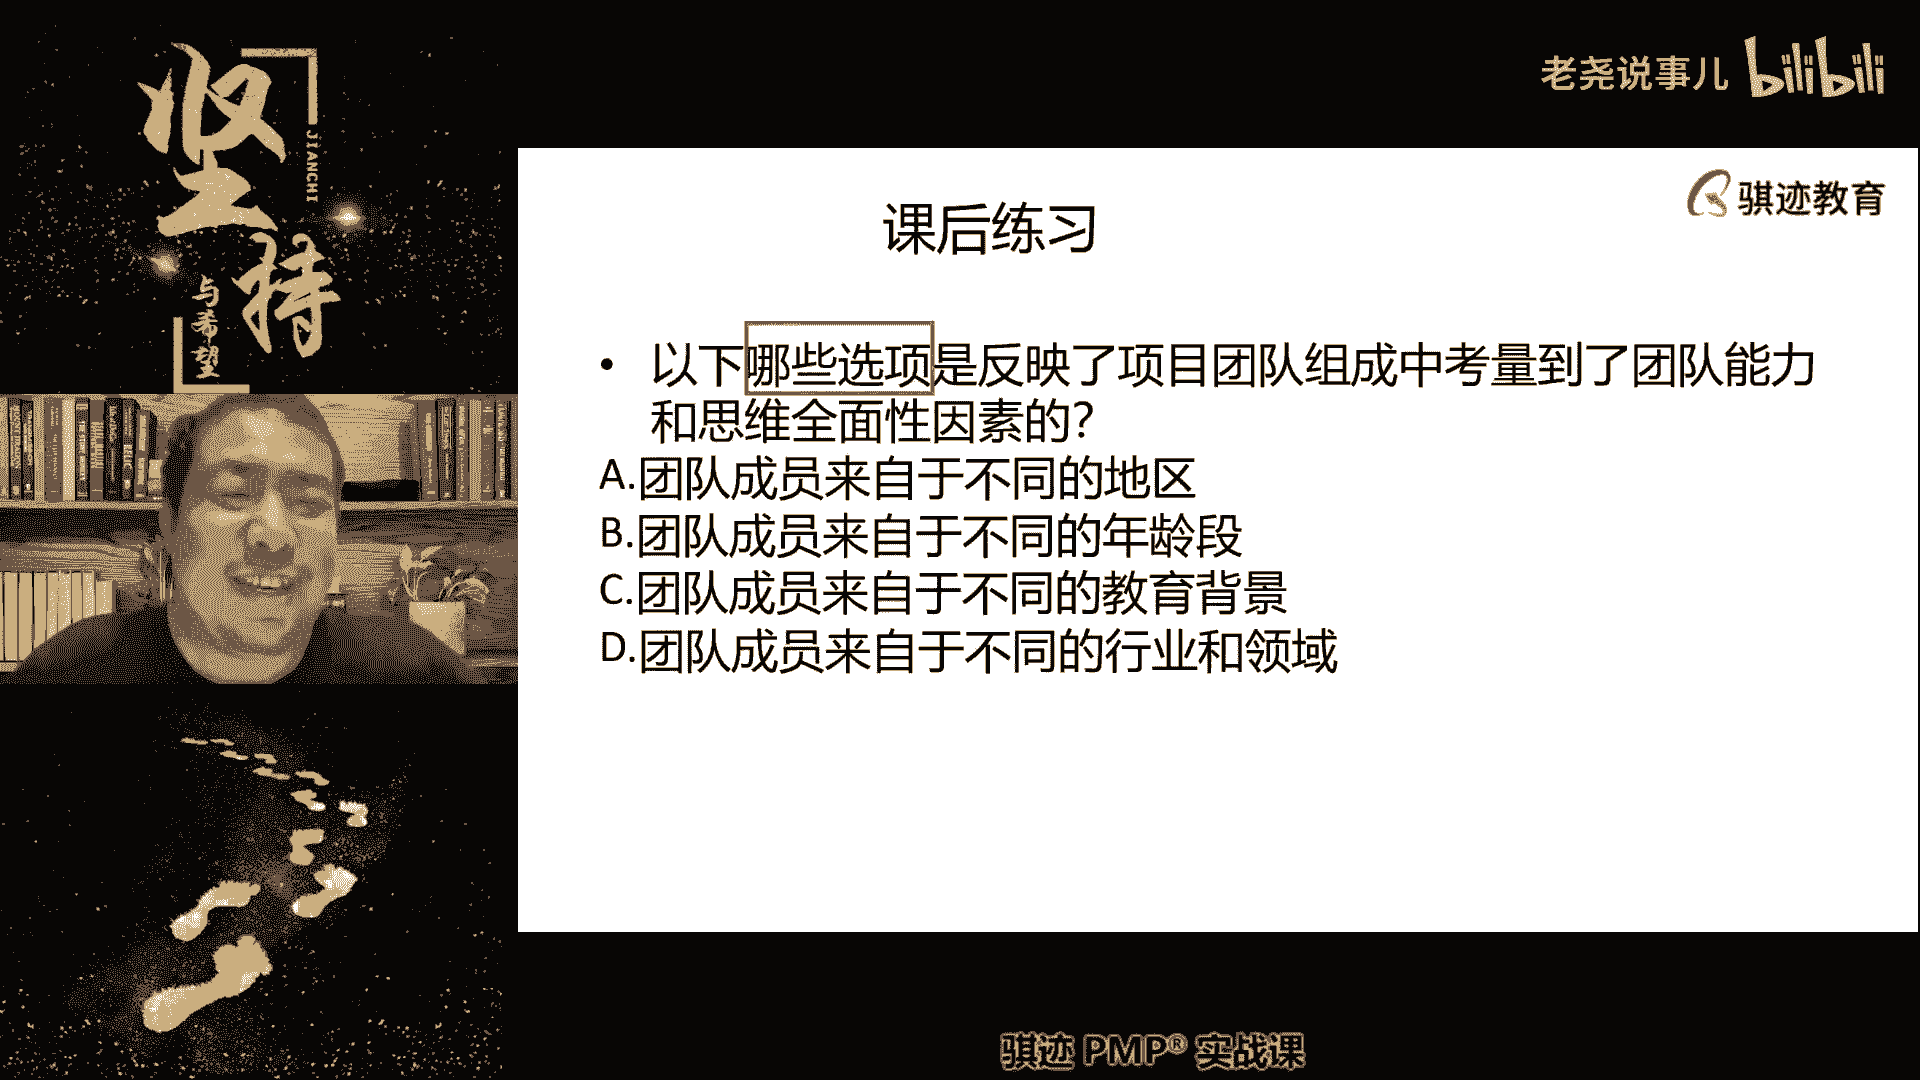 坚持
JIANCHI
与希望
老尧说事儿 bilibili
骐迹教育
课后练习
• 以下哪些选项是反映了项目团队组成中考量到了团队能力
和思维全面性因素的?
A.团队成员来自于不同的地区
B.团队成员来自于不同的年龄段
C.团队成员来自于不同的教育背景
D.团队成员来自于不同的行业和领域
骐迹 PMP® 实战课